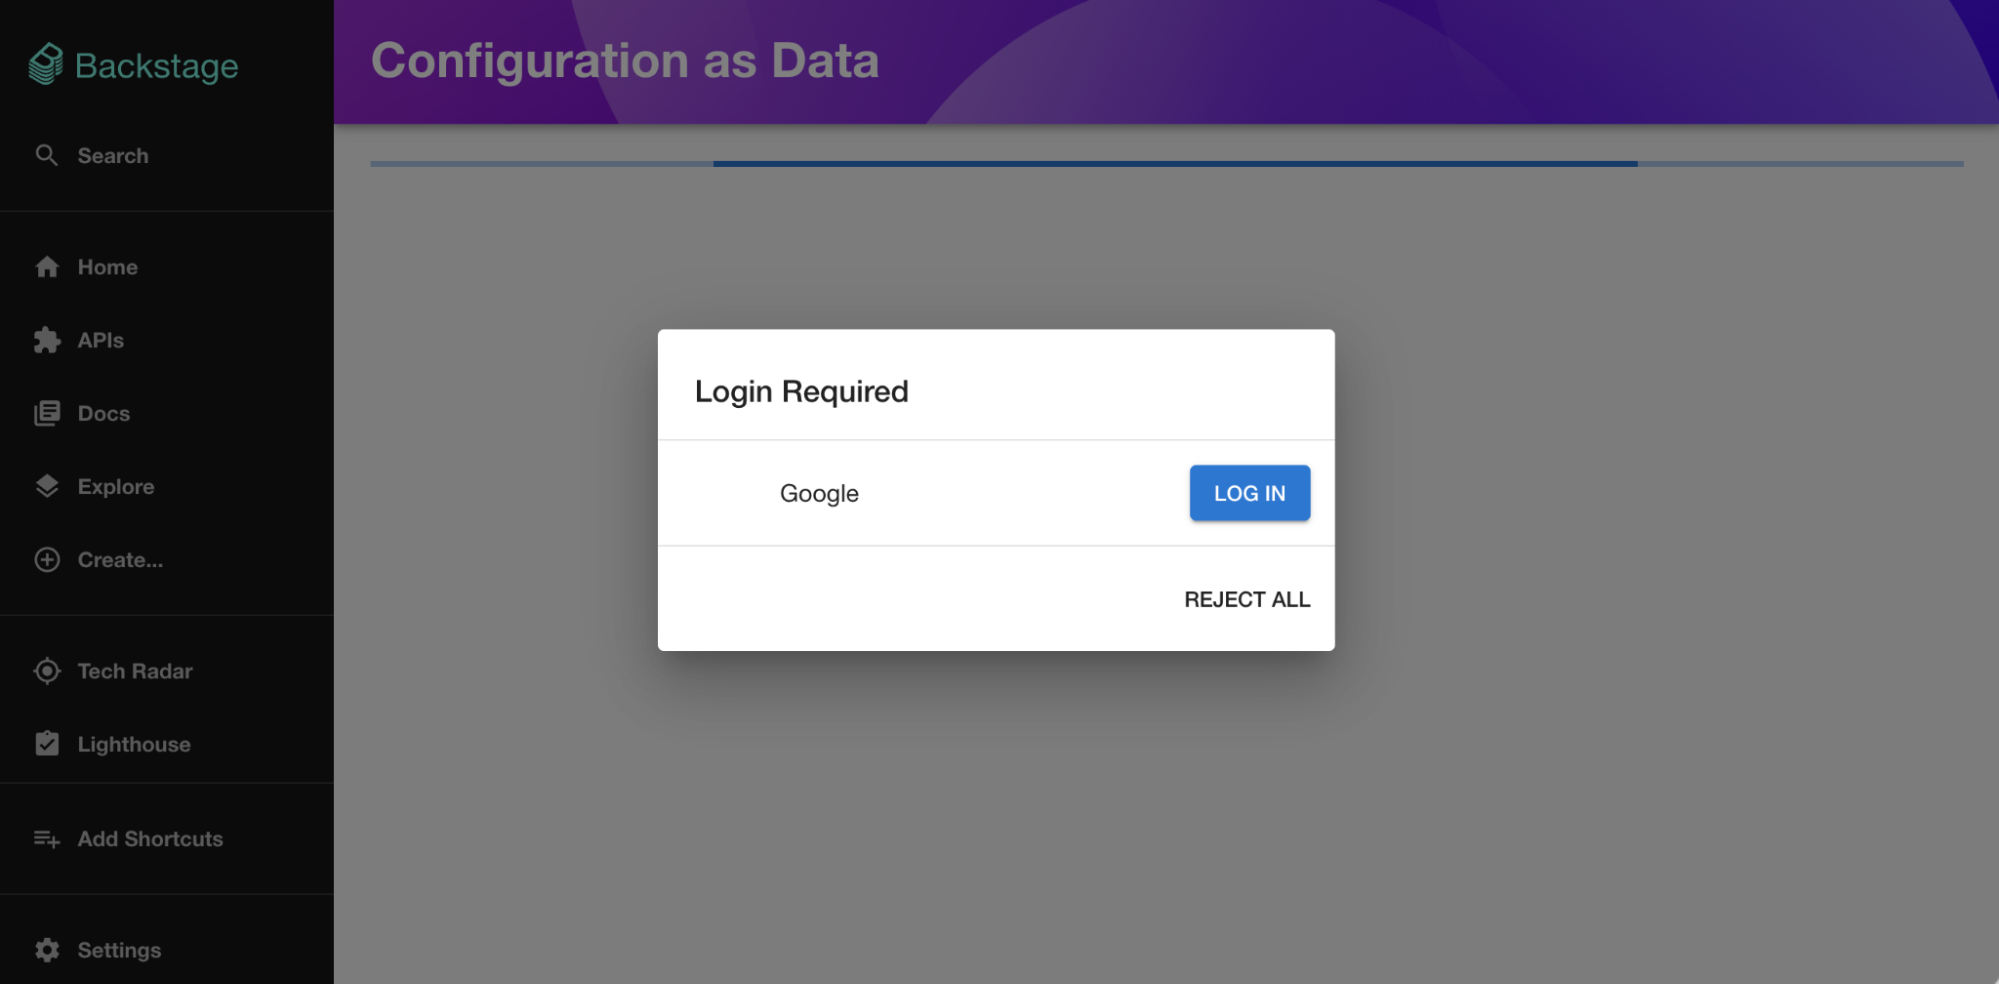 Backstage
Search
Home
APIs
Docs
Explore
Create...
Tech Radar
Lighthouse
Add Shortcuts
Settings
Configuration as Data
Login Required
Google
LOG IN
REJECT ALL